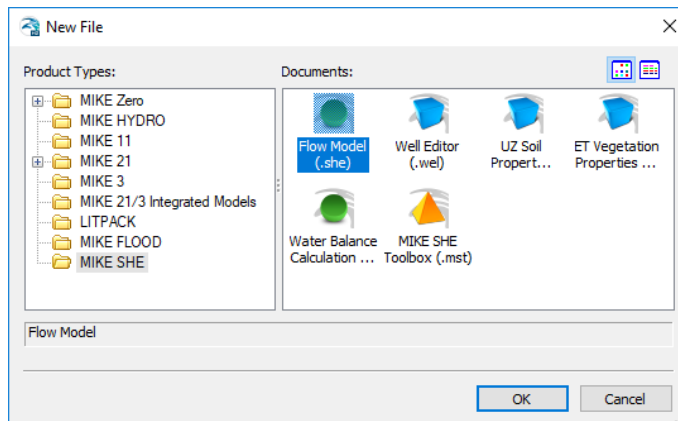 New File
Product Types:
Documents:
MIKE Zero
MIKE HYDRO
MIKE 11
MIKE 21
MIKE 3
MIKE 21/3 Integrated Models
LITPACK
MIKE FLOOD
MIKE SHE
Flow Model
(.she)
Well Editor
(.wel)
UZ Soil
Propert...
ET Vegetation
Properties ...
Water Balance
Calculation ...
MIKE SHE
Toolbox (.mst)
Flow Model
OK
Cancel